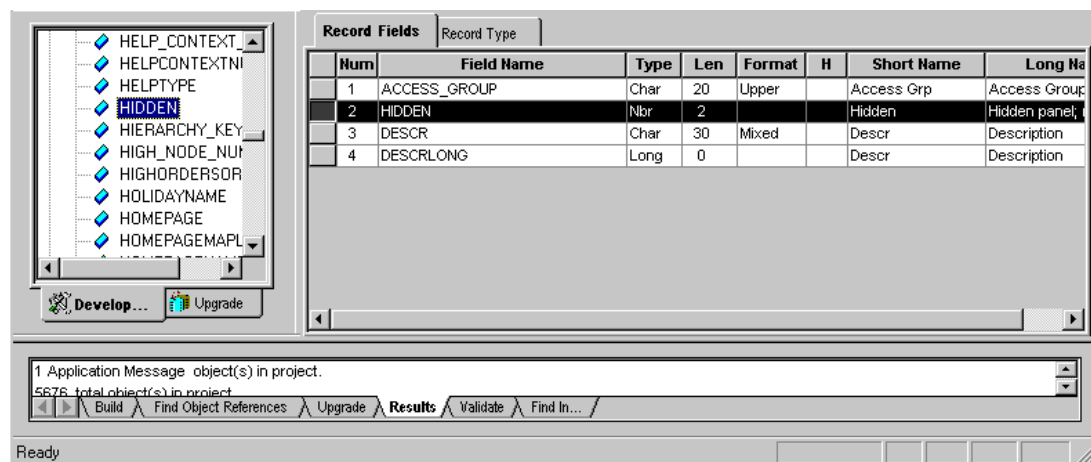 HELP_CONTEXT_
HELPCONTEXTN
HELPTYPE
HIDDEN
HIERARCHY_KEY
HIGH_NODE_NUM
HIGHORDERSOR
HOLIDAYNAME
HOMEPAGE
HOMEPAGEMAPL
Develop...
Upgrade
Record Fields
Record Type
Num Field Name Type Len Format H Short Name Long Na
1 ACCESS_GROUP Char 20 Upper Access Grp Access Group
2 HIDDEN Nbr 2 Hidden Hidden panel;
3 DESCR Char 30 Mixed Descr Description
4 DESCRLONG Long 0 Descr Description
1 Application Message object(s) in project.
5676 total object(s) in project
Build Find Object References Upgrade Results Validate Find In...
Ready